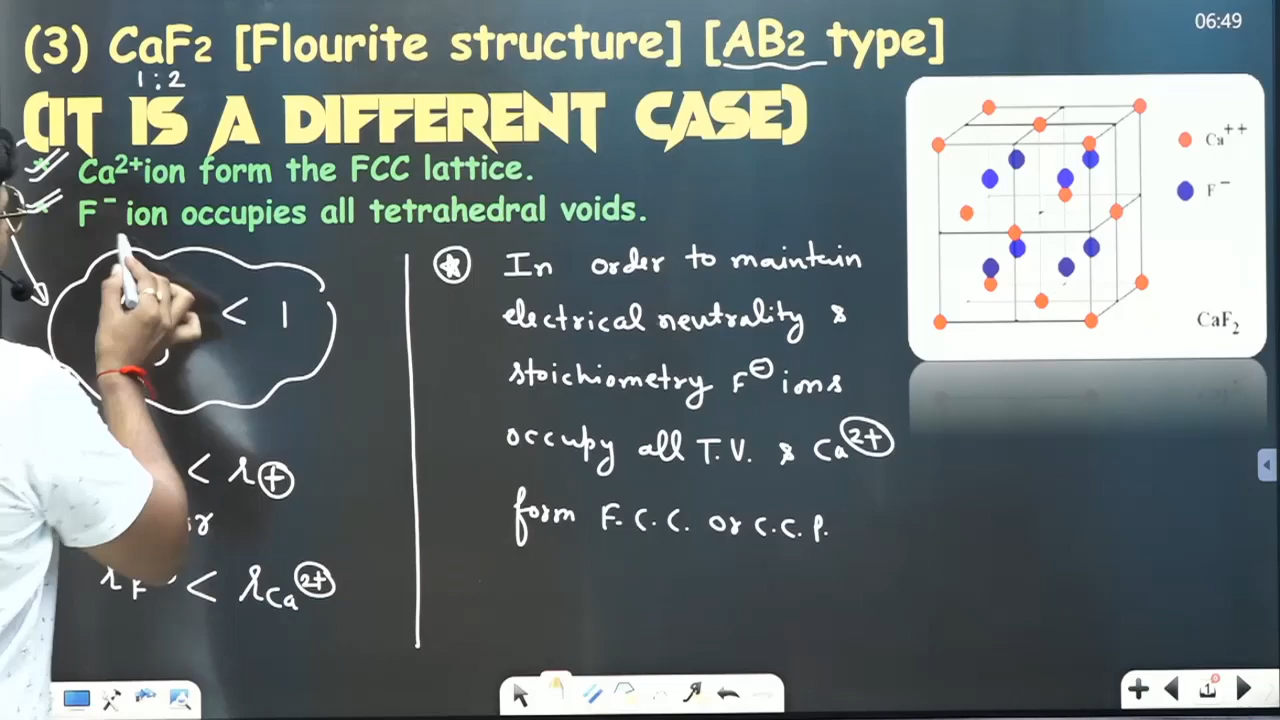 06:49
(3) CaF2 [Flourite structure] [AB2 type]
1 : 2
(IT IS A DIFFERENT CASE)
* Ca2+ion form the FCC lattice.
* F⁻ ion occupies all tetrahedral voids.
< 1
< r⊕
< rCa2+
* In order to maintain
electrical neutrality &
stoichiometry F⊖ ions
occupy all T.V. & Ca2+
form F.C.C. or C.C.P.
Ca++
F⁻
CaF2